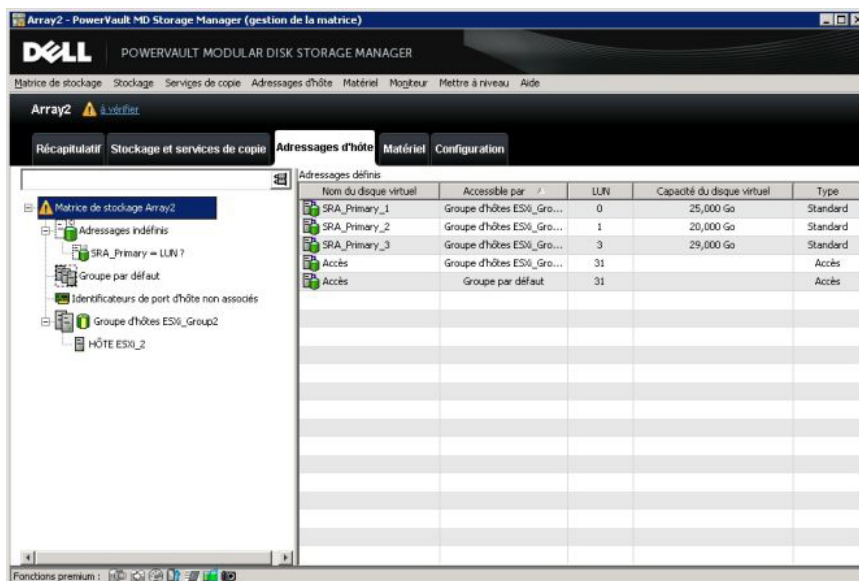 Array2 - PowerVault MD Storage Manager (gestion de la matrice)
DELL POWERVAULT MODULAR DISK STORAGE MANAGER
Matrice de stockage Stockage Services de copie Adressages d'hôte Matériel Moniteur Mettre à niveau Aide
Array2 à vérifier
Récapitulatif Stockage et services de copie Adressages d'hôte Matériel Configuration
Matrice de stockage Array2
Adressages indéfinis
SRA_Primary = LUN ?
Groupe par défaut
Identificateurs de port d'hôte non associés
Groupe d'hôtes ESXi_Group2
HÔTE ESXi_2
Adressages définis
Nom du disque virtuel Accessible par LUN Capacité du disque virtuel Type
SRA_Primary_1 Groupe d'hôtes ESXi_Gro... 0 25,000 Go Standard
SRA_Primary_2 Groupe d'hôtes ESXi_Gro... 1 20,000 Go Standard
SRA_Primary_3 Groupe d'hôtes ESXi_Gro... 3 29,000 Go Standard
Accès Groupe d'hôtes ESXi_Gro... 31 Accès
Accès Groupe par défaut 31 Accès
Fonctions premium :